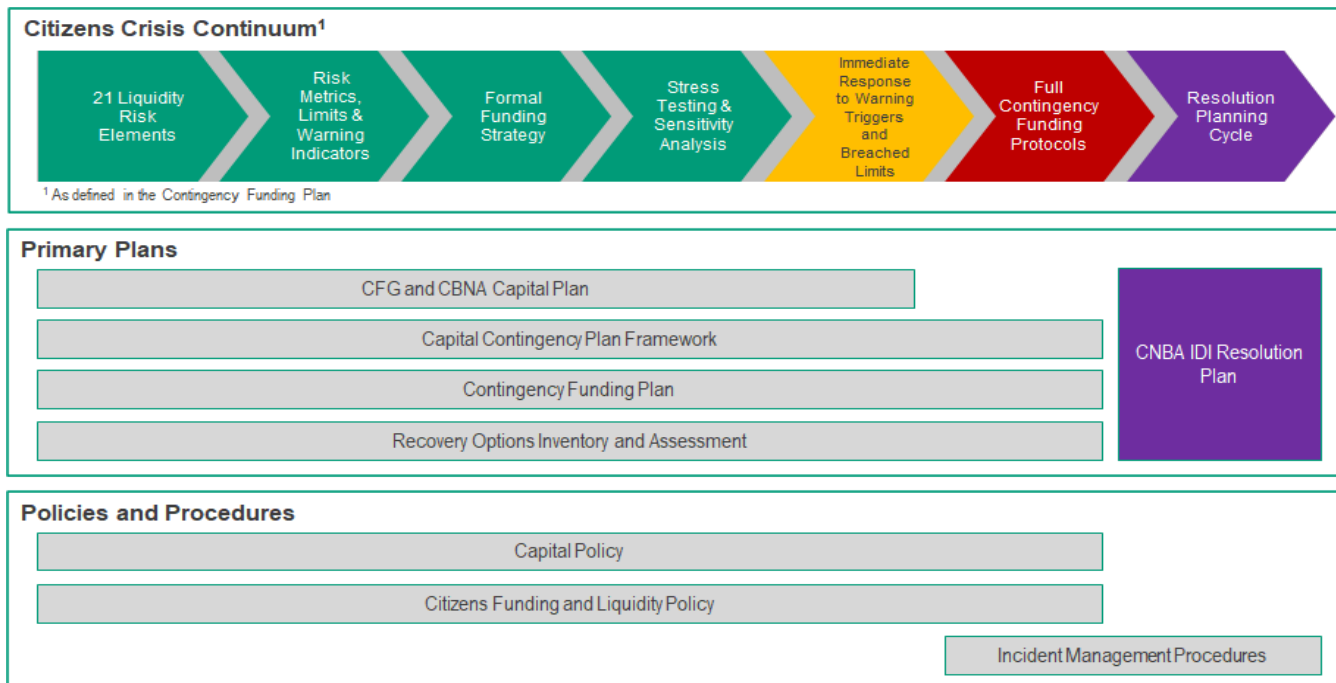 Citizens Crisis Continuum¹
21 Liquidity
Risk
Elements
Risk
Metrics,
Limits &
Warning
Indicators
Formal
Funding
Strategy
Stress
Testing &
Sensitivity
Analysis
Immediate
Response
to Warning
Triggers
and
Breached
Limits
Full
Contingency
Funding
Protocols
Resolution
Planning
Cycle
¹ As defined in the Contingency Funding Plan
Primary Plans
CFG and CBNA Capital Plan
Capital Contingency Plan Framework
Contingency Funding Plan
Recovery Options Inventory and Assessment
CNBA IDI Resolution
Plan
Policies and Procedures
Capital Policy
Citizens Funding and Liquidity Policy
Incident Management Procedures